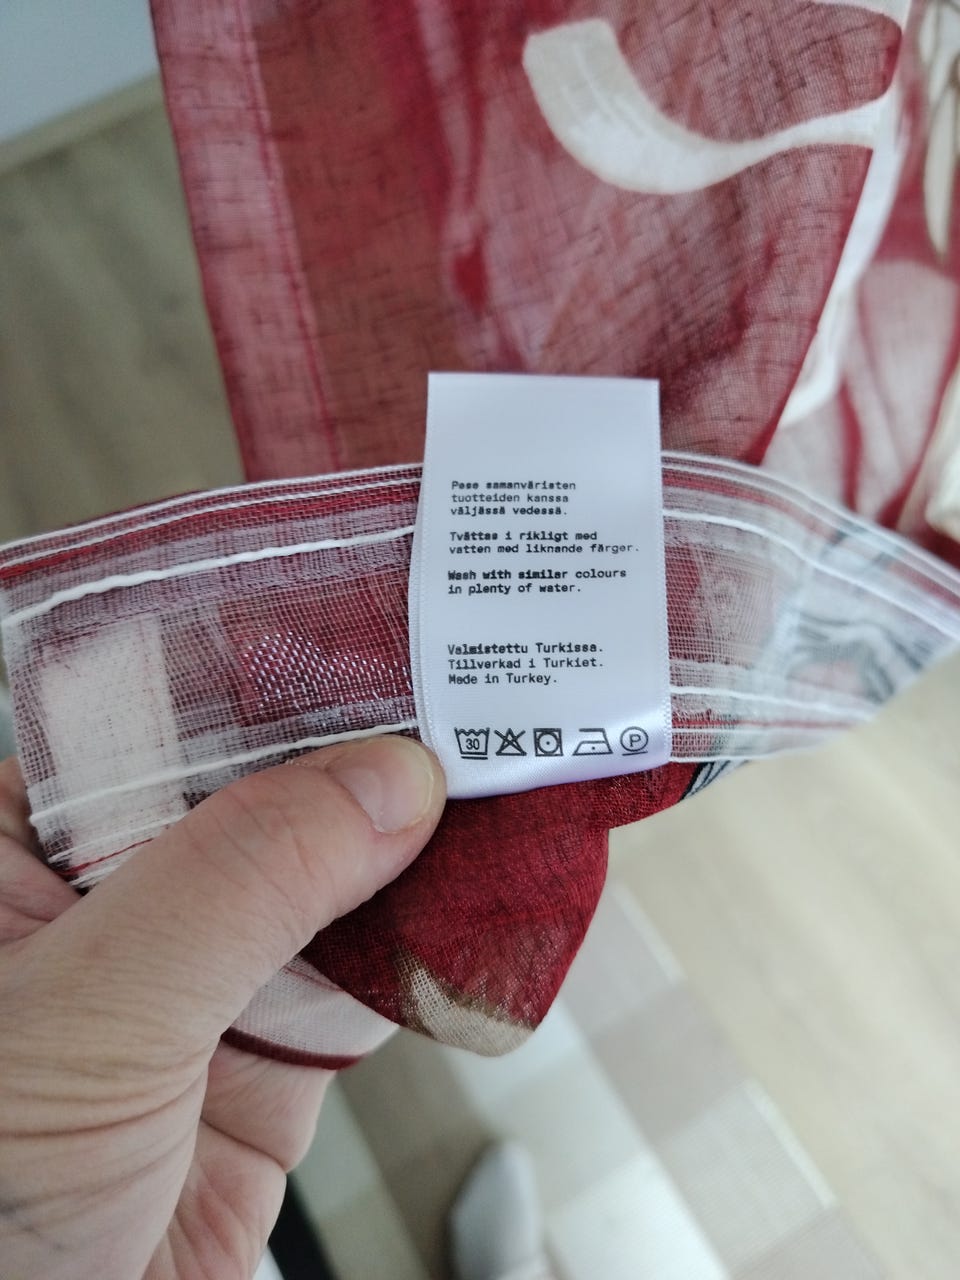 Pese samanväristen
tuotteiden kanssa
väljässä vedessä.
Tvättas i rikligt med
vatten med liknande färger.
Wash with similar colours
in plenty of water.
Valmistettu Turkissa.
Tillverkad i Turkiet.
Made in Turkey.
30 P